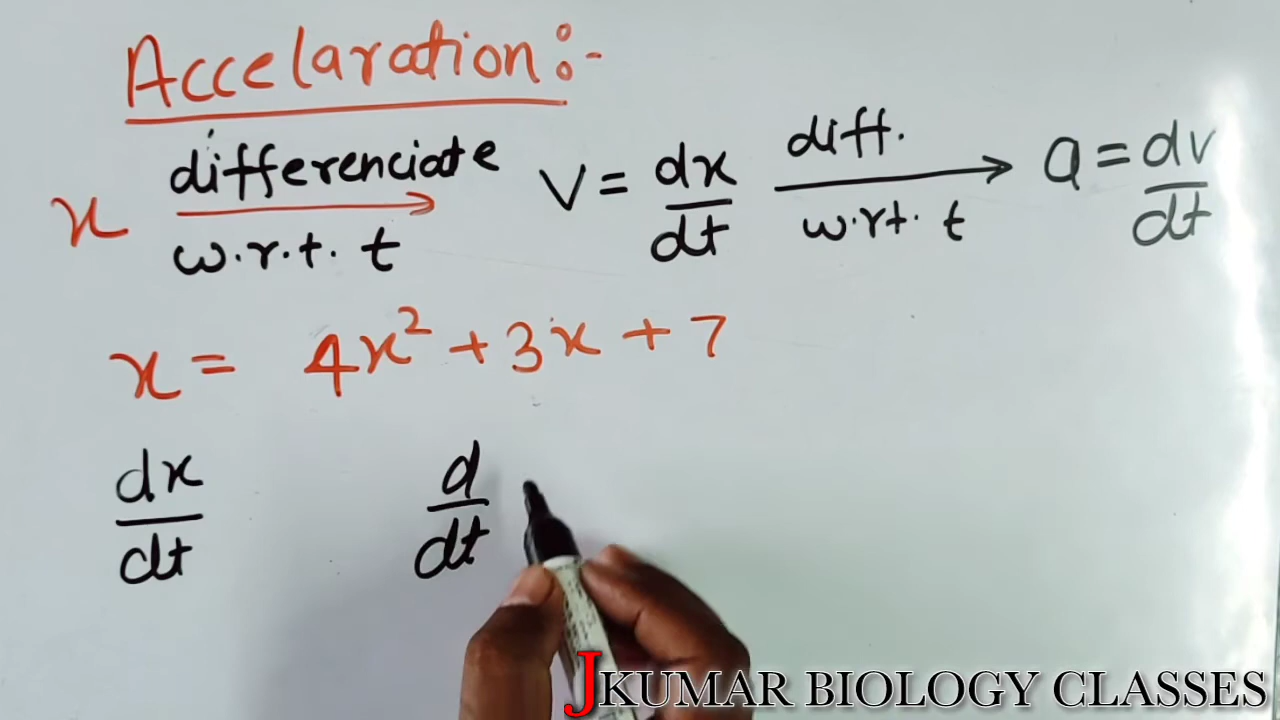 Accelaration :-
x differenciate w.r.t. t V = dx/dt diff. w.r.t. t a = dv/dt
x = 4x² + 3x + 7
dx/dt d/dt
JKUMAR BIOLOGY CLASSES